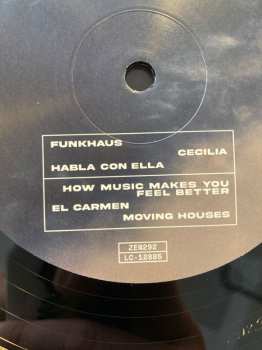 FUNKHAUS
CECILIA
HABLA CON ELLA
HOW MUSIC MAKES YOU
FEEL BETTER
EL CARMEN
MOVING HOUSES
ZEN292
LC-12885